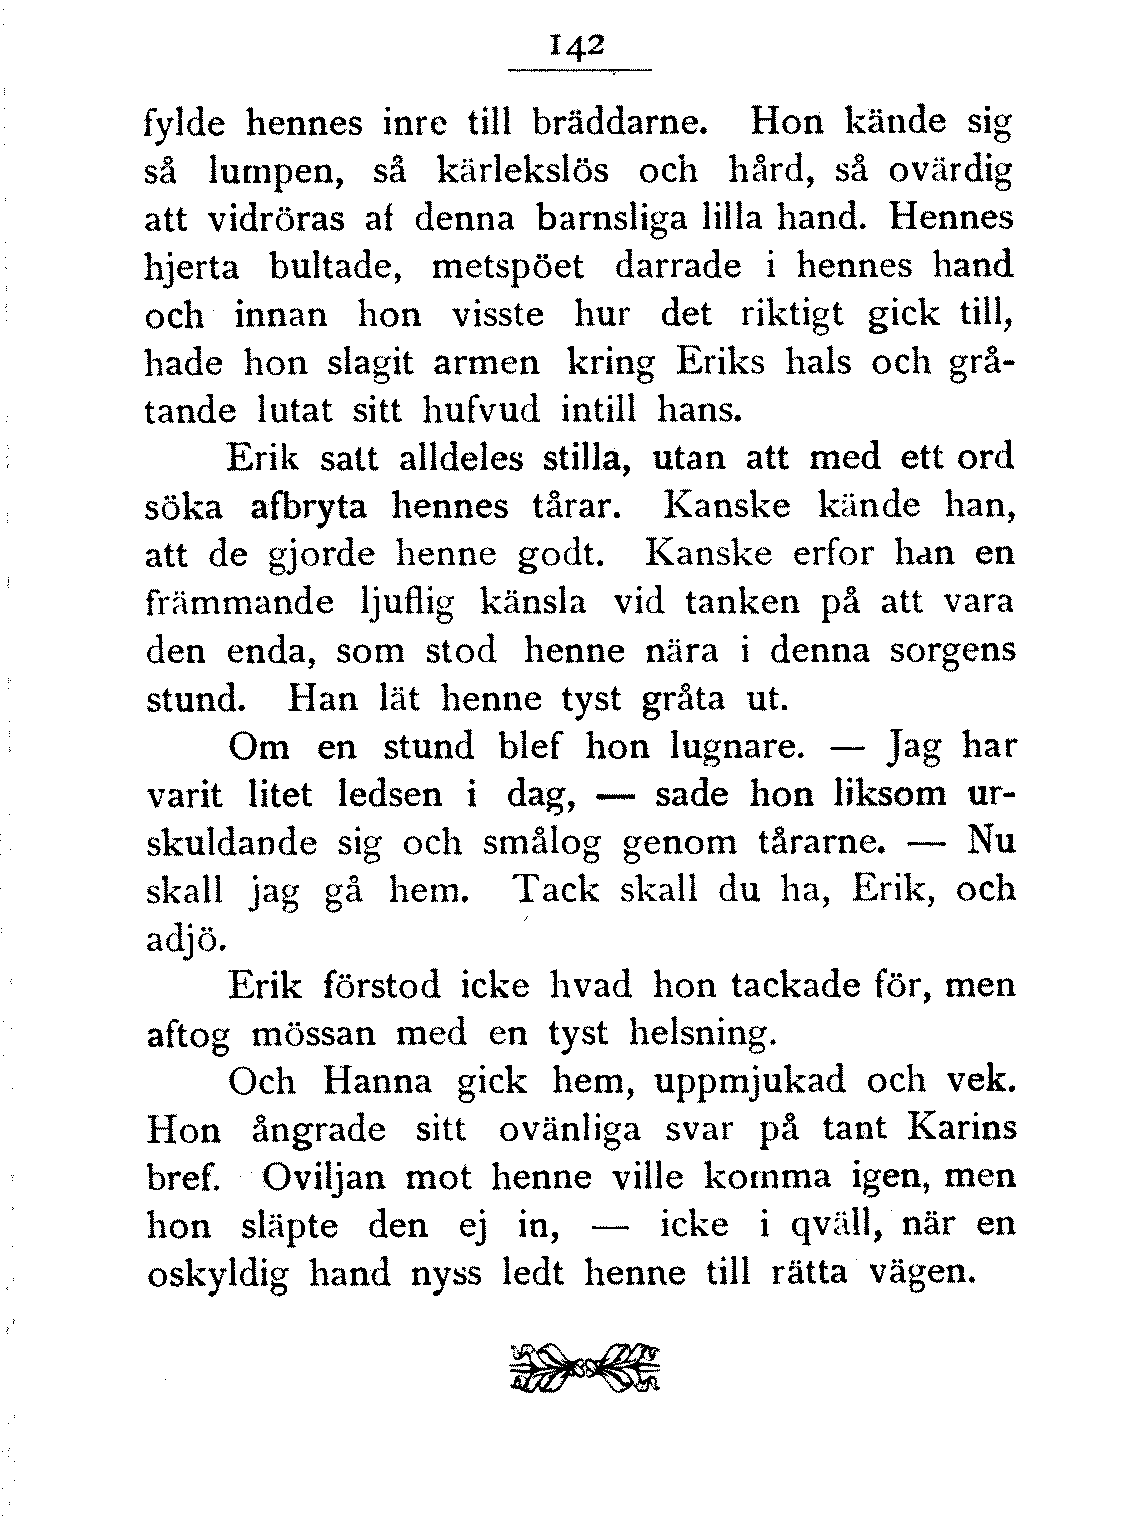 142
fylde hennes inre till bräddarne. Hon kände sig
så lumpen, så kärlekslös och hård, så ovärdig
att vidröras af denna barnsliga lilla hand. Hennes
hjerta bultade, metspöet darrade i hennes hand
och innan hon visste hur det riktigt gick till,
hade hon slagit armen kring Eriks hals och grå-
tande lutat sitt hufvud intill hans.
Erik satt alldeles stilla, utan att med ett ord
söka afbryta hennes tårar. Kanske kände han,
att de gjorde henne godt. Kanske erfor han en
främmande ljuflig känsla vid tanken på att vara
den enda, som stod henne nära i denna sorgens
stund. Han lät henne tyst gråta ut.
Om en stund blef hon lugnare. — Jag har
varit litet ledsen i dag, — sade hon liksom ur-
skuldande sig och smålog genom tårarne. — Nu
skall jag gå hem. Tack skall du ha, Erik, och
adjö.
Erik förstod icke hvad hon tackade för, men
aftog mössan med en tyst helsning.
Och Hanna gick hem, uppmjukad och vek.
Hon ångrade sitt ovänliga svar på tant Karins
bref. Oviljan mot henne ville komma igen, men
hon släpte den ej in, — icke i qväll, när en
oskyldig hand nyss ledt henne till rätta vägen.